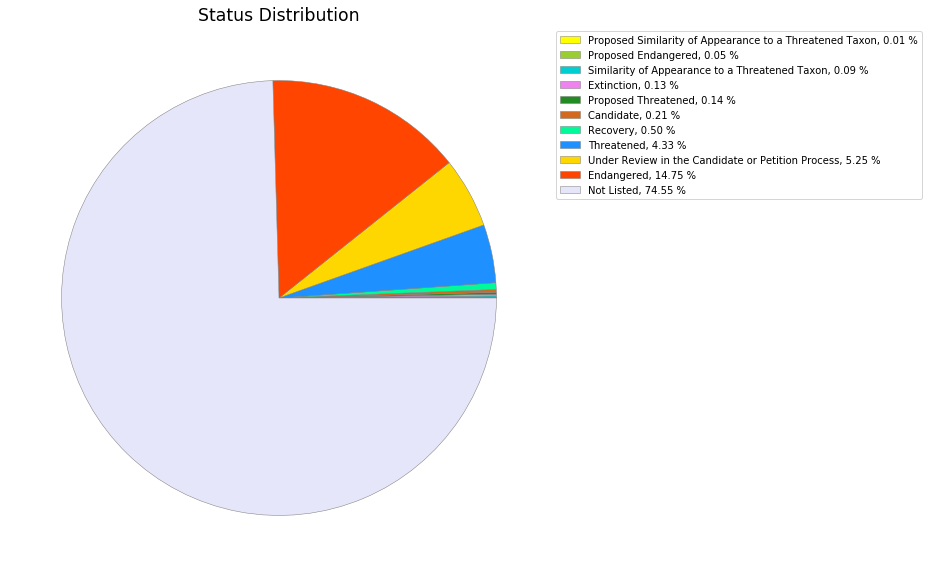 Status Distribution
Proposed Similarity of Appearance to a Threatened Taxon, 0.01 %
Proposed Endangered, 0.05 %
Similarity of Appearance to a Threatened Taxon, 0.09 %
Extinction, 0.13 %
Proposed Threatened, 0.14 %
Candidate, 0.21 %
Recovery, 0.50 %
Threatened, 4.33 %
Under Review in the Candidate or Petition Process, 5.25 %
Endangered, 14.75 %
Not Listed, 74.55 %